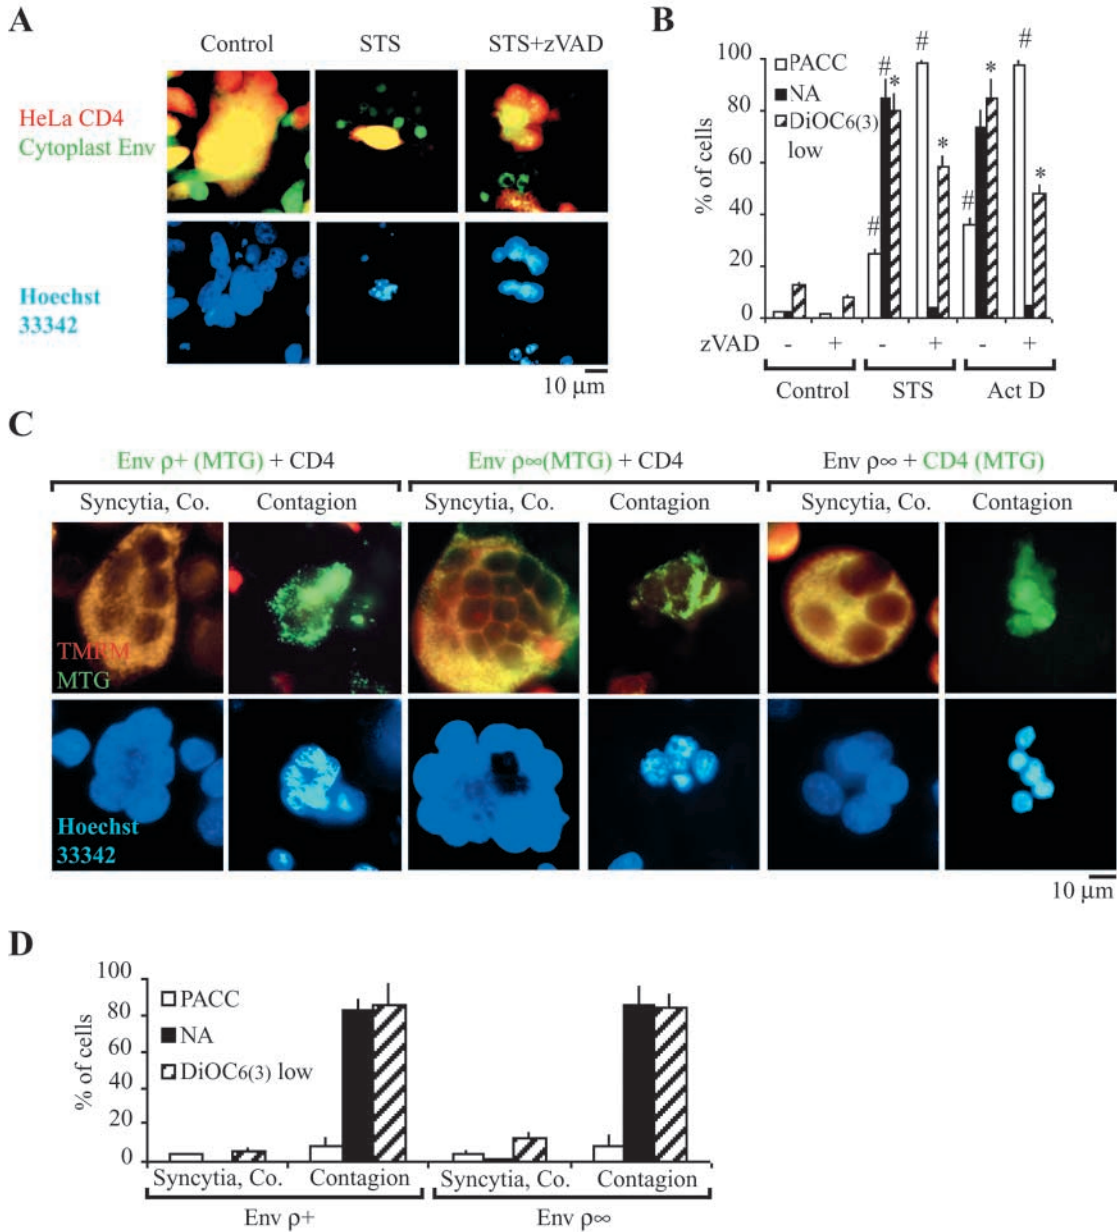 A
Control STS STS+zVAD
HeLa CD4
Cytoplast Env
Hoechst
33342
10 μm
B
100
80
60
40
20
0
% of cells
PACC
NA
DiOC6(3)
low
# # * # * # * # *
zVAD - + - + - +
Control STS Act D
C
Env ρ+ (MTG) + CD4 Env ρ∞(MTG) + CD4 Env ρ∞ + CD4 (MTG)
Syncytia, Co. Contagion Syncytia, Co. Contagion Syncytia, Co. Contagion
TMRM
MTG
Hoechst
33342
10 μm
D
100
80
60
40
20
0
% of cells
PACC
NA
DiOC6(3) low
Syncytia, Co. Contagion Syncytia, Co. Contagion
Env ρ+ Env ρ∞